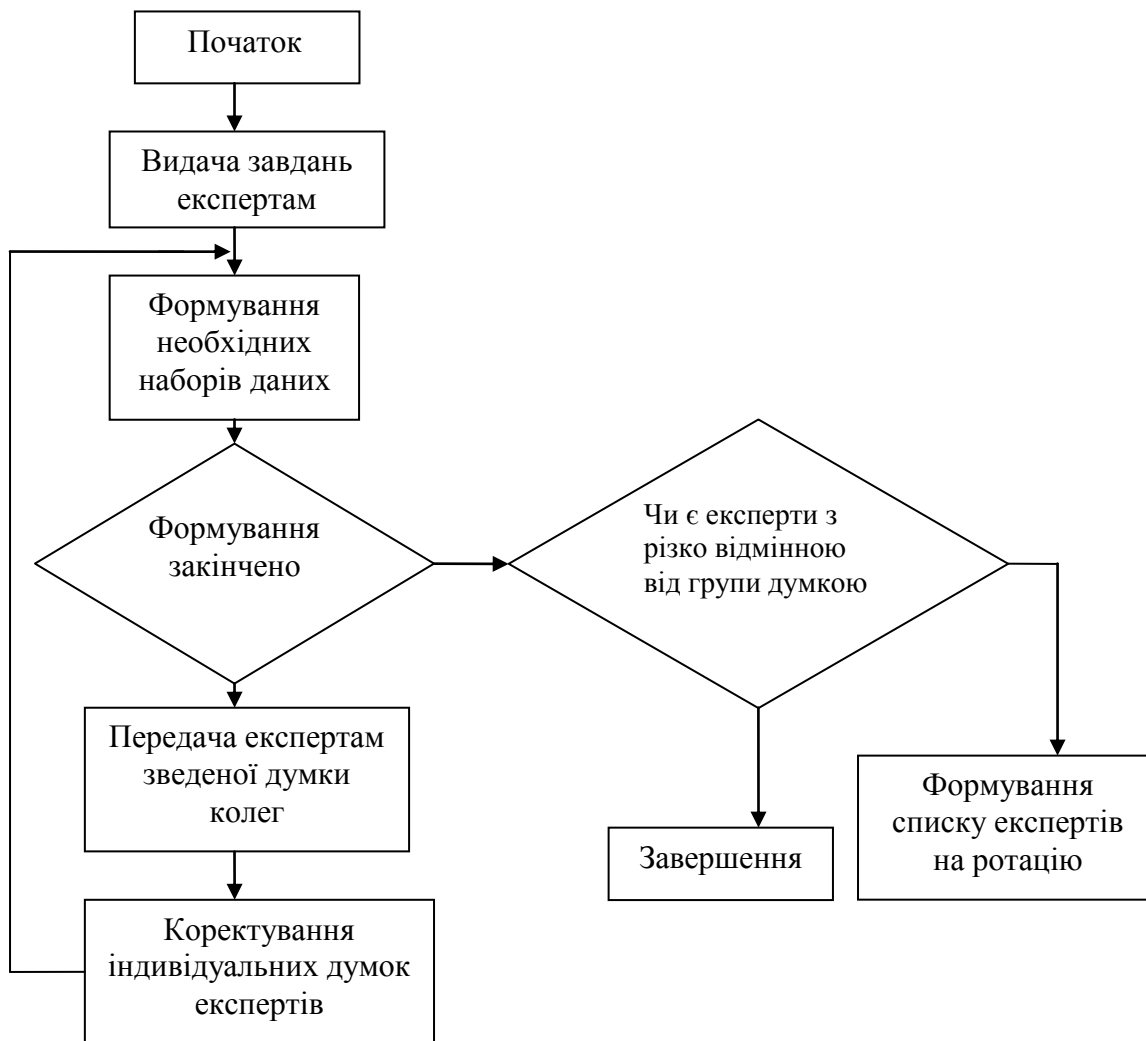 Початок
Видача завдань
експертам
Формування
необхідних
наборів даних
Формування
закінчено
Чи є експерти з
різко відмінною
від групи думкою
Передача експертам
зведеної думки
колег
Завершення
Формування
списку експертів
на ротацію
Коректування
індивідуальних думок
експертів